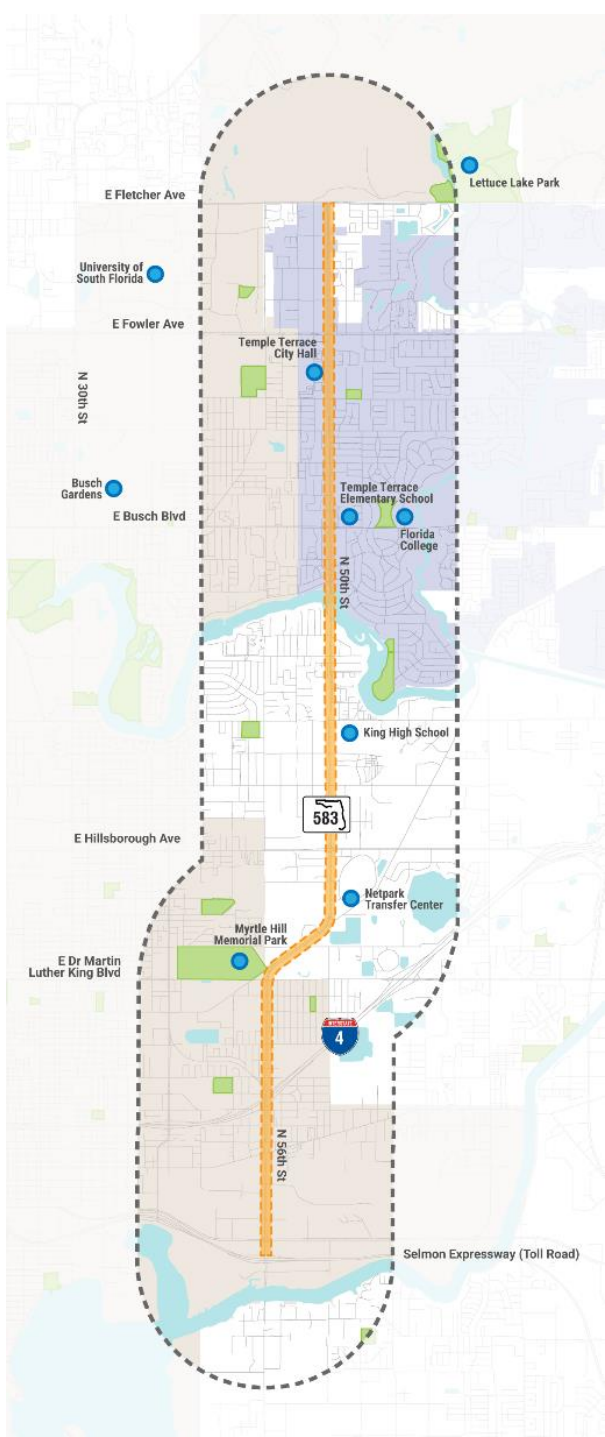 Lettuce Lake Park
E Fletcher Ave
University of
South Florida
E Fowler Ave
Temple Terrace
City Hall
N 30th St
Busch
Gardens
Temple Terrace
Elementary School
E Busch Blvd
Florida
College
N 50th St
King High School
583
E Hillsborough Ave
Netpark
Transfer Center
Myrtle Hill
Memorial Park
E Dr Martin
Luther King Blvd
INTERSTATE
4
N 56th St
Selmon Expressway (Toll Road)